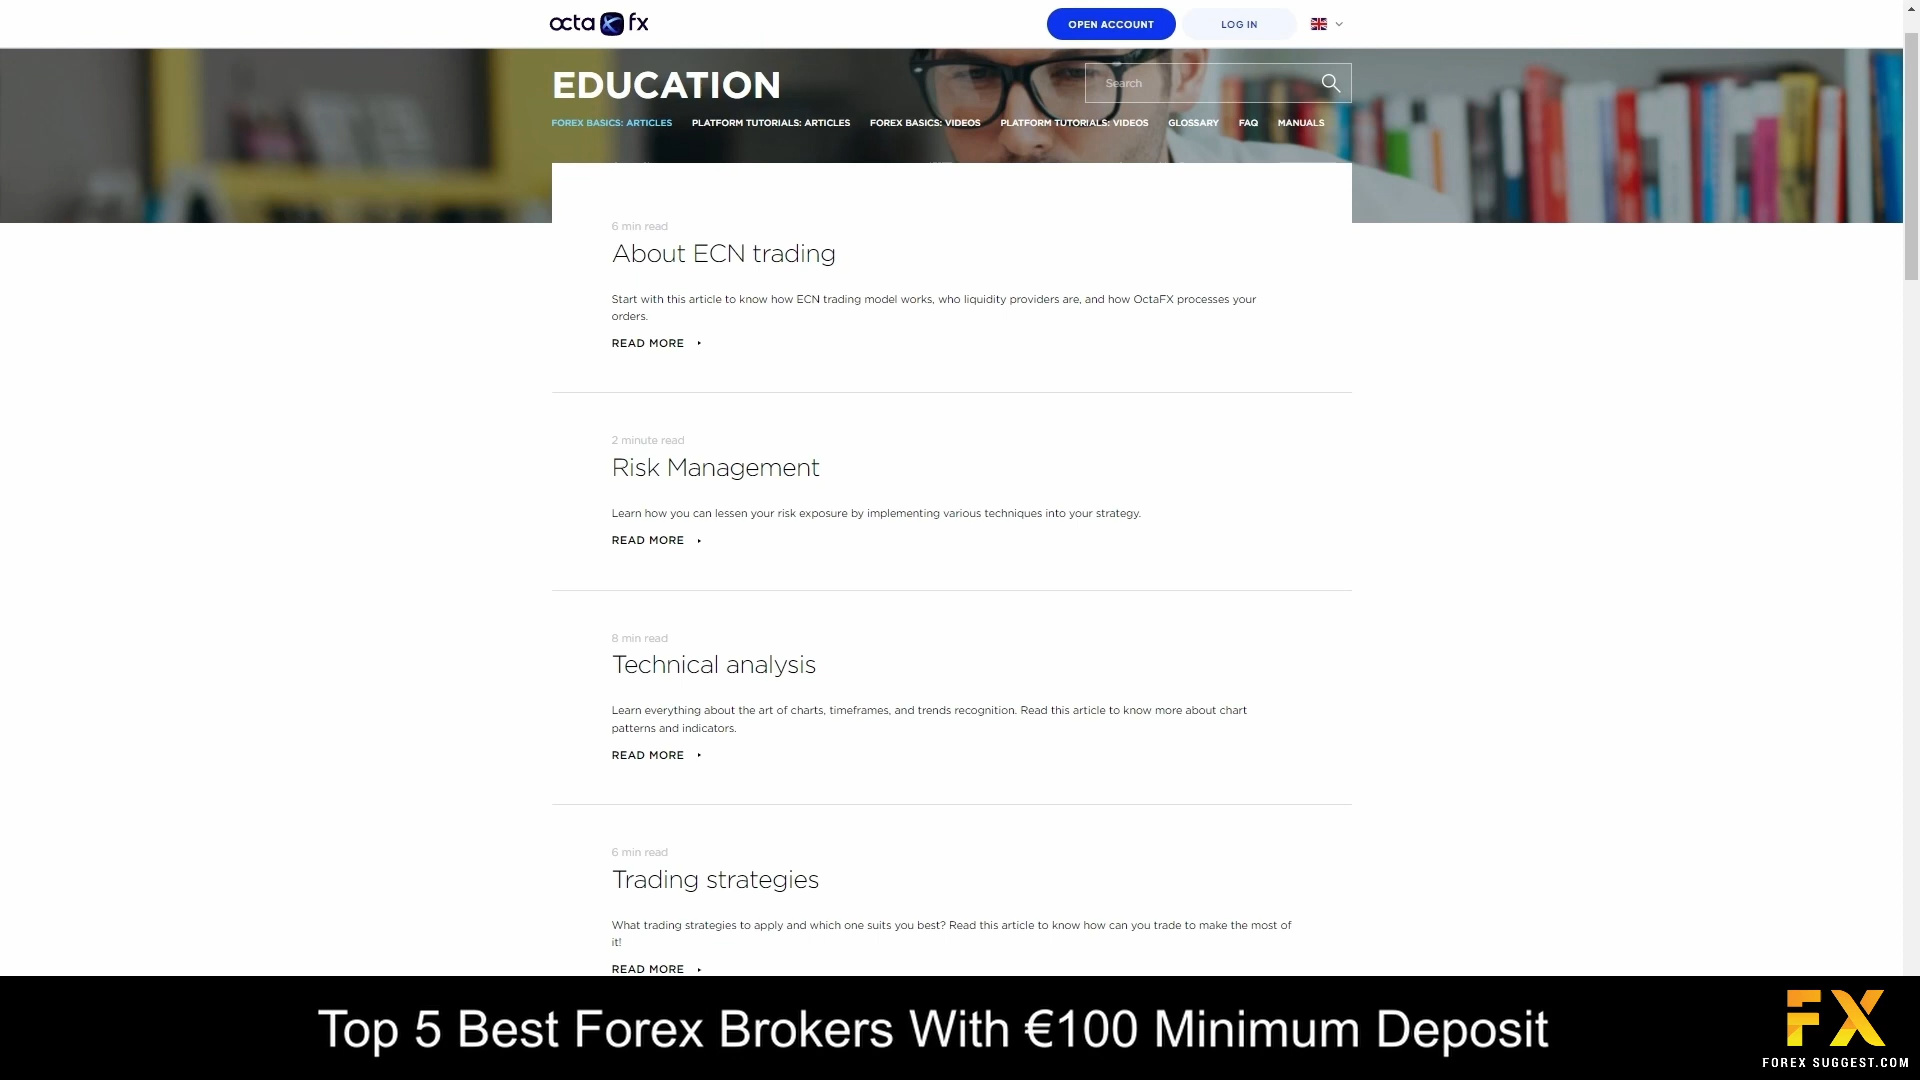 octa fx
OPEN ACCOUNT
LOG IN
EDUCATION
Search
FOREX BASICS: ARTICLES
PLATFORM TUTORIALS: ARTICLES
FOREX BASICS: VIDEOS
PLATFORM TUTORIALS: VIDEOS
GLOSSARY
FAQ
MANUALS
6 min read
About ECN trading
Start with this article to know how ECN trading model works, who liquidity providers are, and how OctaFX processes your
orders.
READ MORE
2 minute read
Risk Management
Learn how you can lessen your risk exposure by implementing various techniques into your strategy.
READ MORE
8 min read
Technical analysis
Learn everything about the art of charts, timeframes, and trends recognition. Read this article to know more about chart
patterns and indicators.
READ MORE
6 min read
Trading strategies
What trading strategies to apply and which one suits you best? Read this article to know how can you trade to make the most of
it!
READ MORE
Top 5 Best Forex Brokers With €100 Minimum Deposit
FX
FOREX SUGGEST.COM